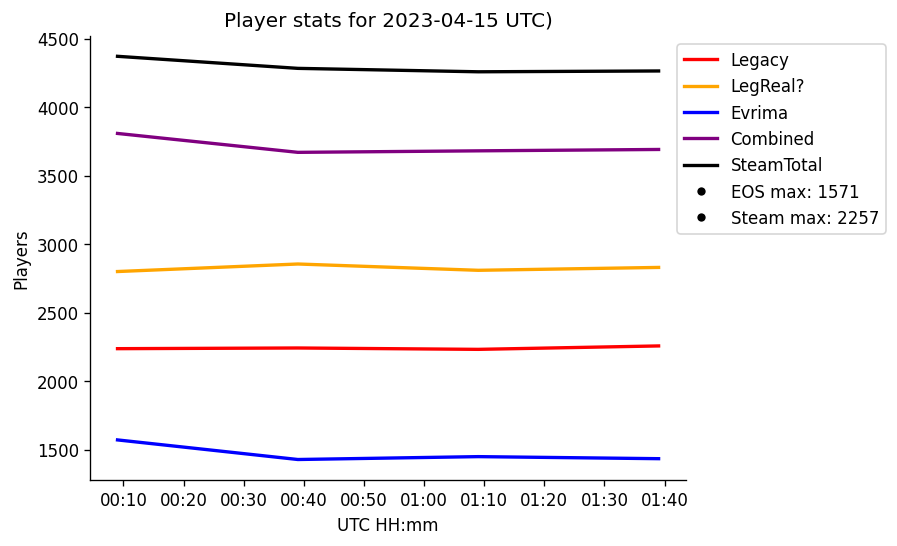 Player stats for 2023-04-15 UTC)
4500
4000
3500
3000
2500
2000
1500
Players
00:10 00:20 00:30 00:40 00:50 01:00 01:10 01:20 01:30 01:40
UTC HH:mm
Legacy
LegReal?
Evrima
Combined
SteamTotal
EOS max: 1571
Steam max: 2257